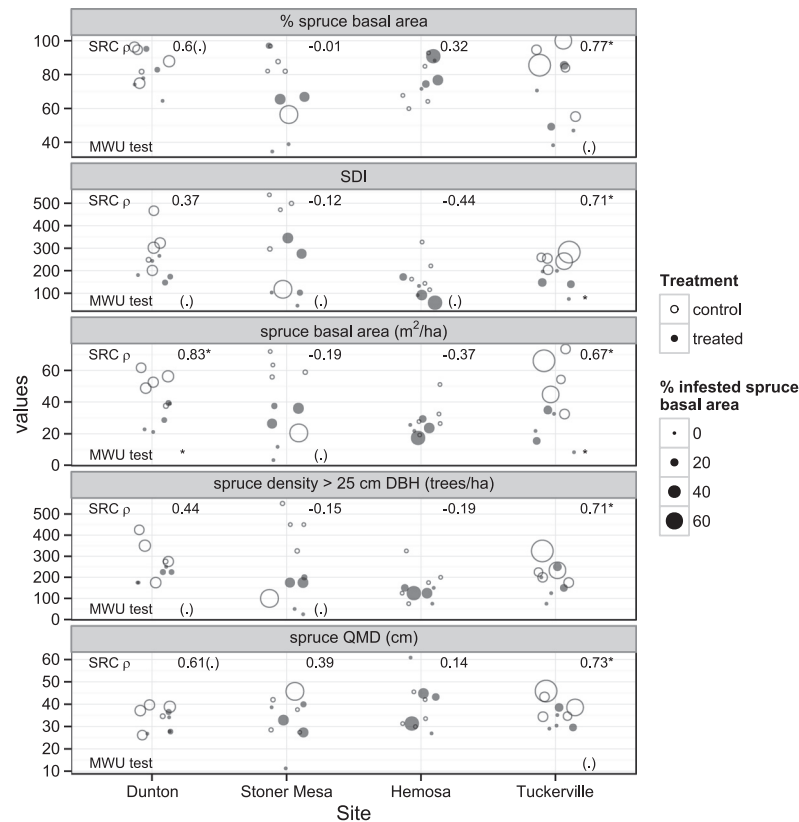 % spruce basal area
100
80
60
40
SRC ρ 0.6(.) -0.01 0.32 0.77*
MWU test (.)
SDI
500
400
300
200
100
SRC ρ 0.37 -0.12 -0.44 0.71*
MWU test (.) (.) (.) *
spruce basal area (m²/ha)
60
40
20
0
SRC ρ 0.83* -0.19 -0.37 0.67*
MWU test * (.) *
spruce density > 25 cm DBH (trees/ha)
500
400
300
200
100
0
SRC ρ 0.44 -0.15 -0.19 0.71*
MWU test (.) (.)
spruce QMD (cm)
60
50
40
30
20
10
SRC ρ 0.61(.) 0.39 0.14 0.73*
MWU test (.)
Dunton Stoner Mesa Hemosa Tuckerville
Site
values
Treatment
control
treated
% infested spruce
basal area
0
20
40
60